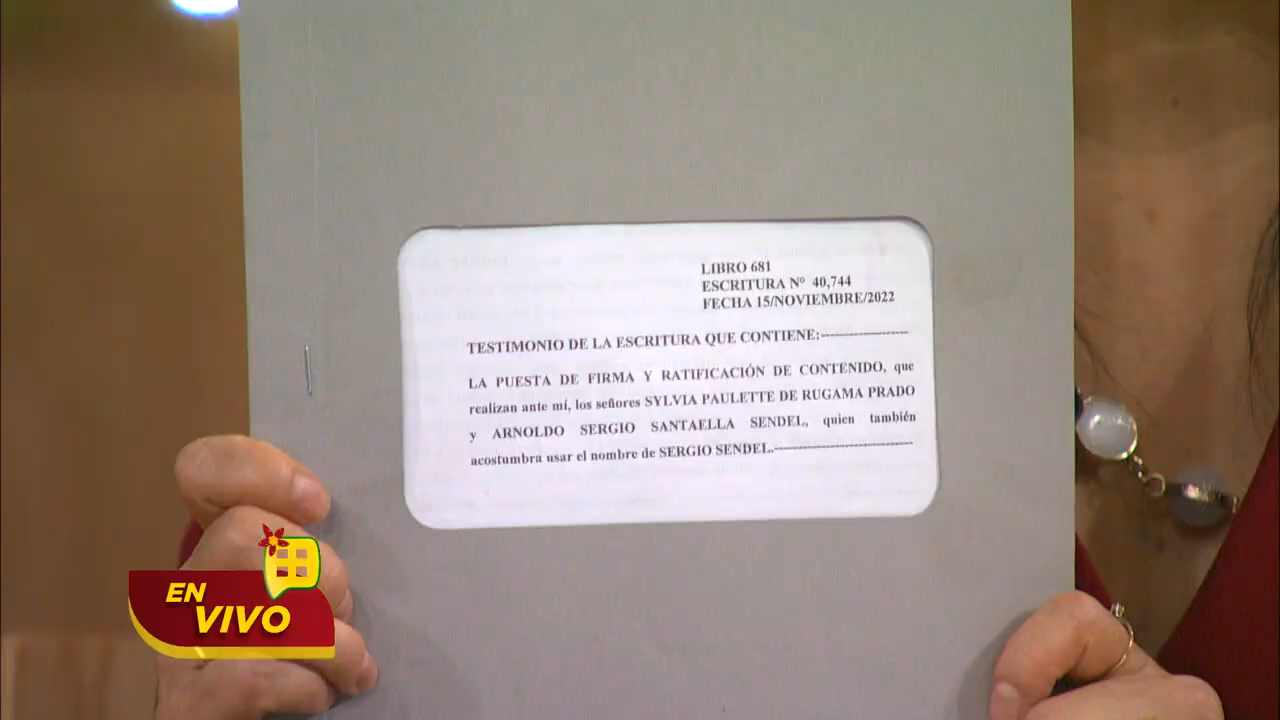 LIBRO 681
ESCRITURA N° 40,744
FECHA 15/NOVIEMBRE/2022
TESTIMONIO DE LA ESCRITURA QUE CONTIENE:--------------------
LA PUESTA DE FIRMA Y RATIFICACIÓN DE CONTENIDO, que
realizan ante mí, los señores SYLVIA PAULETTE DE RUGAMA PRADO
y ARNOLDO SERGIO SANTAELLA SENDEL, quien también
acostumbra usar el nombre de SERGIO SENDEL.--------------------------------
EN
VIVO